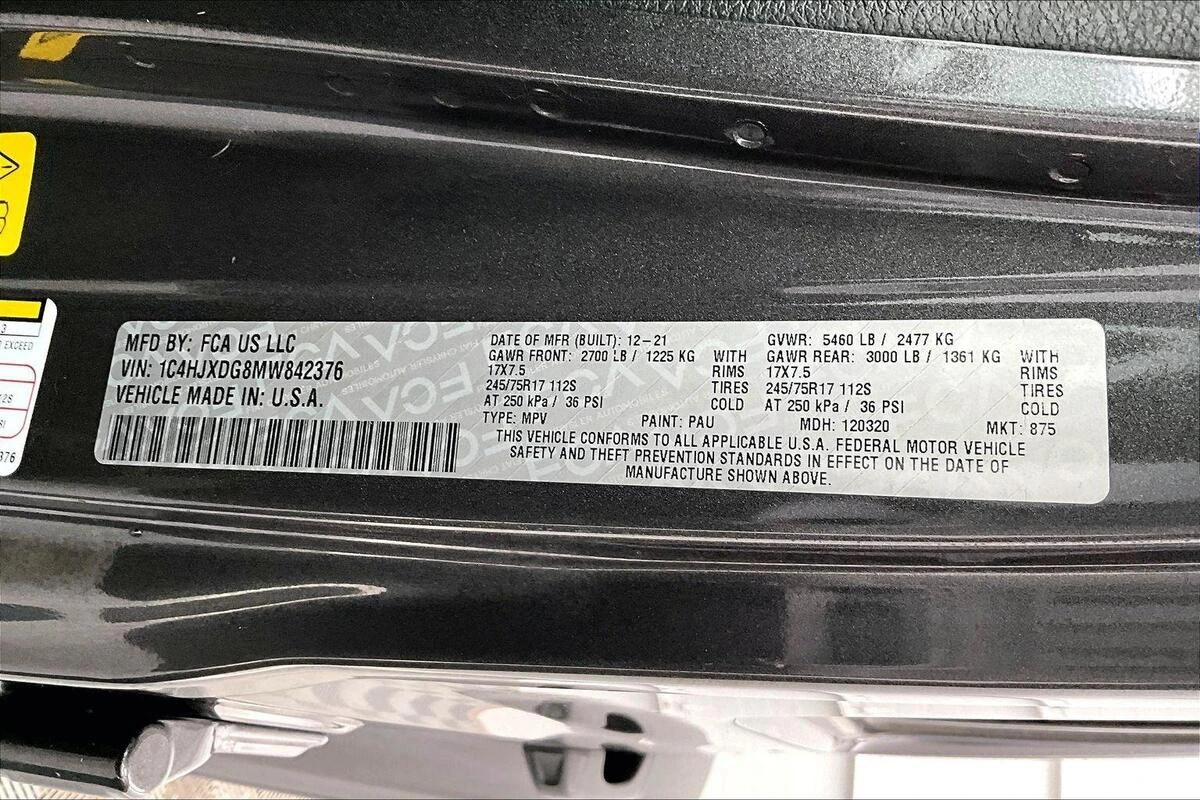 MFD BY: FCA US LLC
VIN: 1C4HJXDG8MW842376
VEHICLE MADE IN: U.S.A.
DATE OF MFR (BUILT): 12-21
GAWR FRONT: 2700 LB / 1225 KG WITH
17X7.5 RIMS
245/75R17 112S TIRES
AT 250 kPa / 36 PSI COLD
GVWR: 5460 LB / 2477 KG
GAWR REAR: 3000 LB / 1361 KG WITH
17X7.5 RIMS
245/75R17 112S TIRES
AT 250 kPa / 36 PSI COLD
TYPE: MPV PAINT: PAU MDH: 120320 MKT: 875
THIS VEHICLE CONFORMS TO ALL APPLICABLE U.S.A. FEDERAL MOTOR VEHICLE
SAFETY AND THEFT PREVENTION STANDARDS IN EFFECT ON THE DATE OF
MANUFACTURE SHOWN ABOVE.
3
EXCEED
376